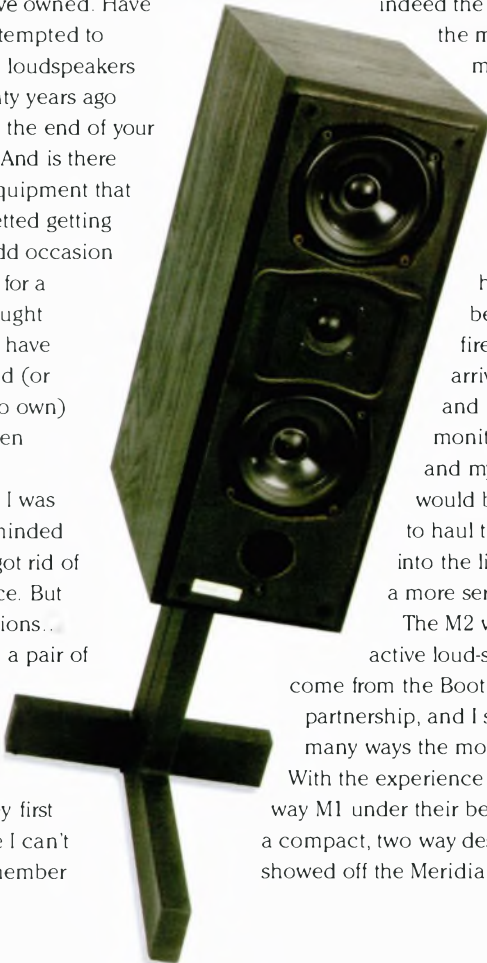 ve owned. Have
tempted to
loudspeakers
ty years ago
the end of your
And is there
quipment that
etted getting
dd occasion
for a
ught
have
d (or
o own)
en
I was
minded
got rid of
ce. But
ions..
a pair of
y first
e I can't
member
indeed the
the m
m
h
be
fire
arriv
and
monit
and my
would b
to haul t
into the li
a more ser
The M2 w
active loud-s
come from the Boot
partnership, and I s
many ways the mo
With the experience
way M1 under their be
a compact, two way des
showed off the Meridia